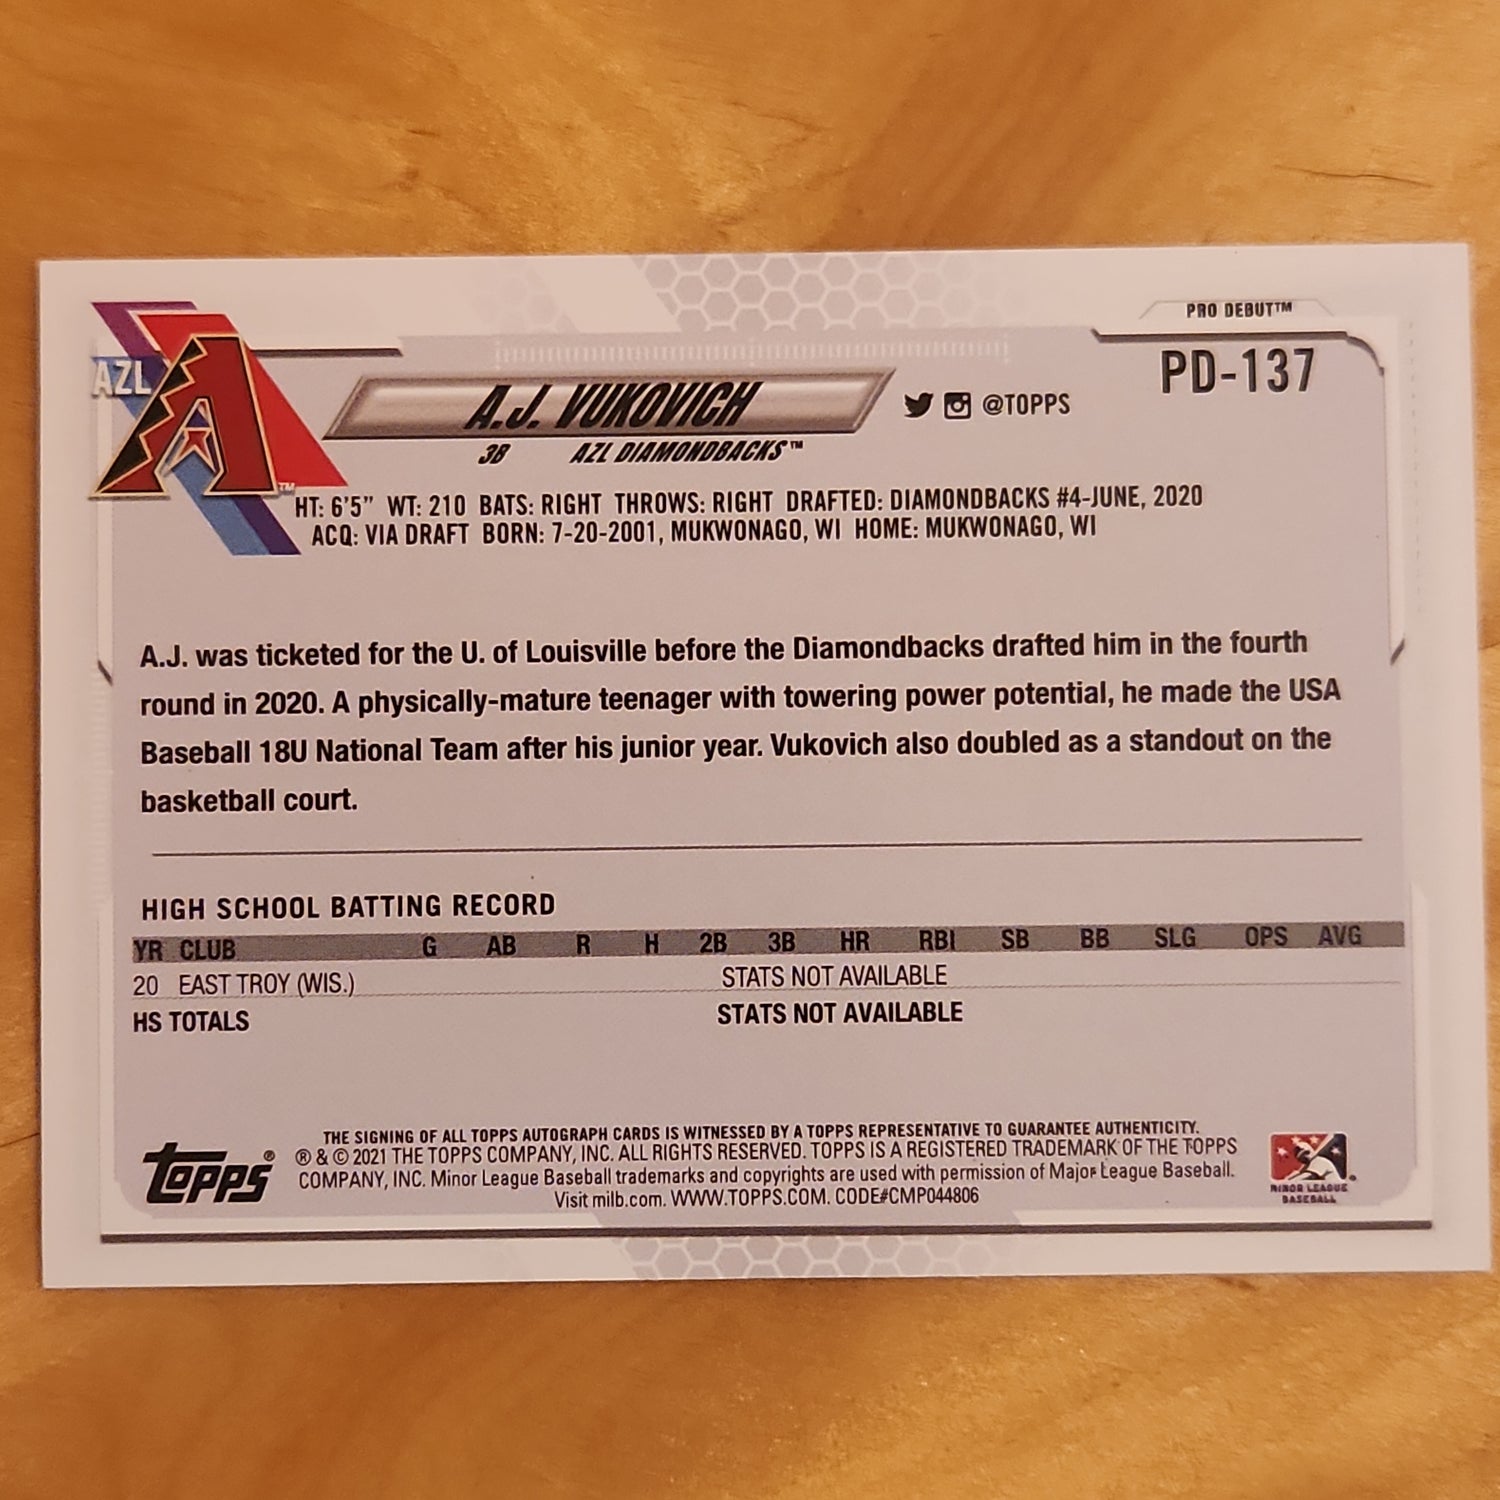 PRO DEBUT™
PD-137
AZL
A.J. VUKOVICH
@TOPPS
3B AZL DIAMONDBACKS™
HT: 6'5" WT: 210 BATS: RIGHT THROWS: RIGHT DRAFTED: DIAMONDBACKS #4-JUNE, 2020
ACQ: VIA DRAFT BORN: 7-20-2001, MUKWONAGO, WI HOME: MUKWONAGO, WI
A.J. was ticketed for the U. of Louisville before the Diamondbacks drafted him in the fourth
round in 2020. A physically-mature teenager with towering power potential, he made the USA
Baseball 18U National Team after his junior year. Vukovich also doubled as a standout on the
basketball court.
HIGH SCHOOL BATTING RECORD
YR CLUB G AB R H 2B 3B HR RBI SB BB SLG OPS AVG
20 EAST TROY (WIS.) STATS NOT AVAILABLE
HS TOTALS STATS NOT AVAILABLE
THE SIGNING OF ALL TOPPS AUTOGRAPH CARDS IS WITNESSED BY A TOPPS REPRESENTATIVE TO GUARANTEE AUTHENTICITY.
® & © 2021 THE TOPPS COMPANY, INC. ALL RIGHTS RESERVED. TOPPS IS A REGISTERED TRADEMARK OF THE TOPPS
COMPANY, INC. Minor League Baseball trademarks and copyrights are used with permission of Major League Baseball.
Visit milb.com. WWW.TOPPS.COM. CODE#CMP044806
TOPPS®
MINOR LEAGUE
BASEBALL